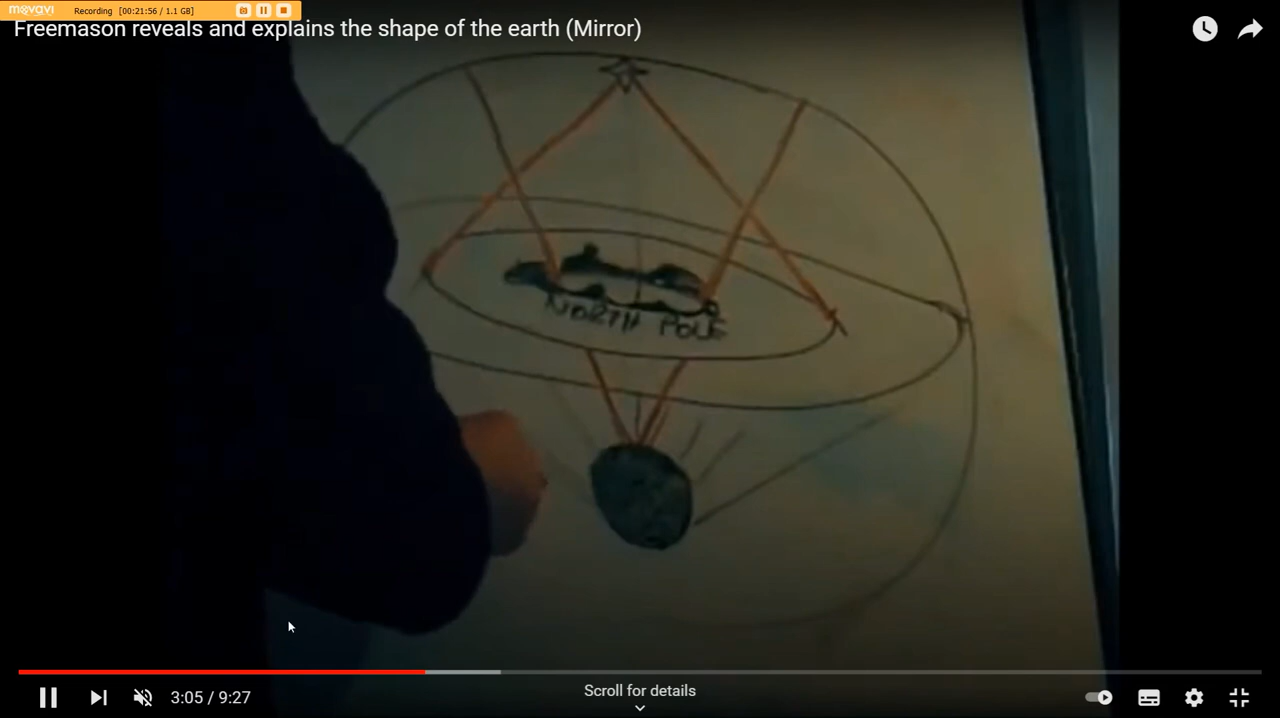 movavi
Recording [00:21:56 / 1.1 GB]
Freemason reveals and explains the shape of the earth (Mirror)
NORTH POLE
3:05 / 9:27
Scroll for details